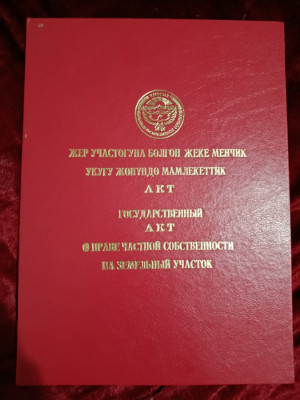 ЖЕР УЧАСТОГУНА БОЛГОН ЖЕКЕ МЕНЧИК
УКУГУ ЖӨНҮНДӨ МАМЛЕКЕТТИК
АКТ
ГОСУДАРСТВЕННЫЙ
АКТ
О ПРАВЕ ЧАСТНОЙ СОБСТВЕННОСТИ
НА ЗЕМЕЛЬНЫЙ УЧАСТОК